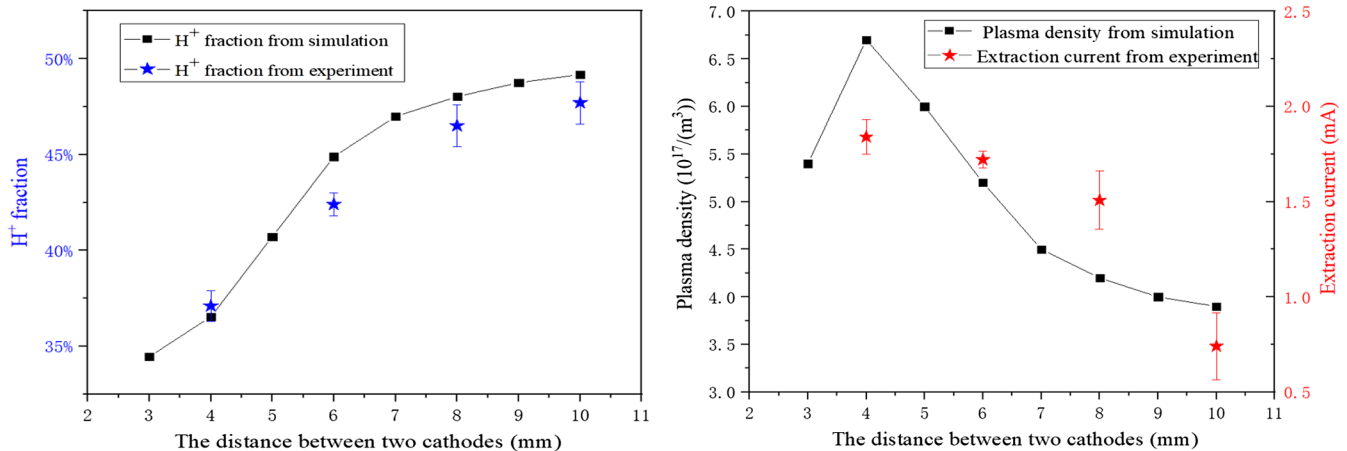 H+ fraction from simulation
H+ fraction from experiment
50%
45%
40%
35%
H+ fraction
2 3 4 5 6 7 8 9 10 11
The distance between two cathodes (mm)
Plasma density from simulation
Extraction current from experiment
7.0
6.5
6.0
5.5
5.0
4.5
4.0
3.5
3.0
Plasma density (10^17/(m^3))
2.5
2.0
1.5
1.0
0.5
Extraction current (mA)
2 3 4 5 6 7 8 9 10 11
The distance between two cathodes (mm)